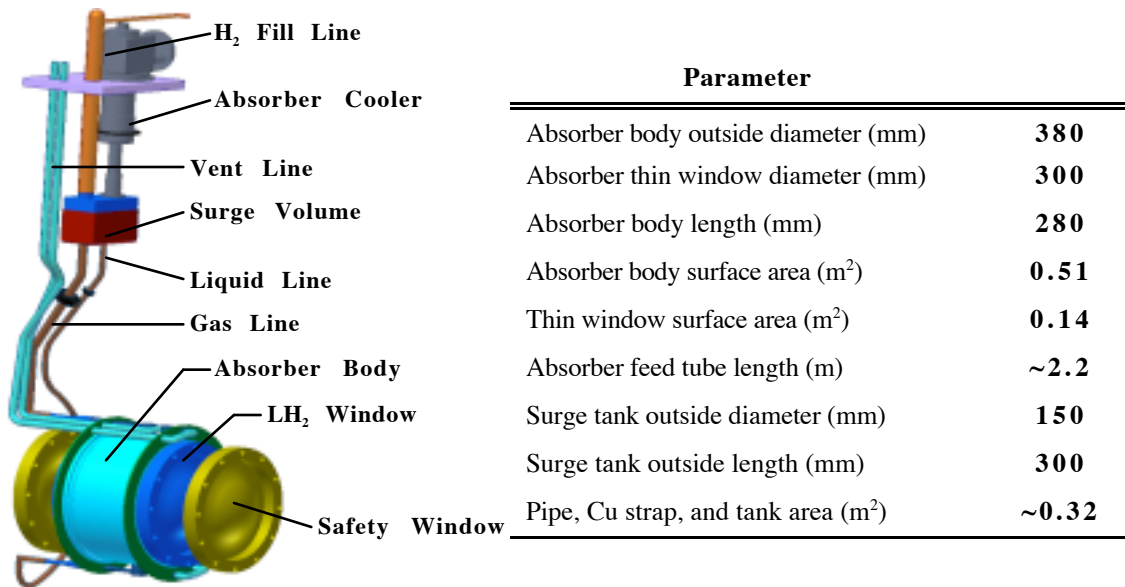 H₂ Fill Line
Absorber Cooler
Vent Line
Surge Volume
Liquid Line
Gas Line
Absorber Body
LH₂ Window
Safety Window
Parameter
Absorber body outside diameter (mm) 380
Absorber thin window diameter (mm) 300
Absorber body length (mm) 280
Absorber body surface area (m²) 0.51
Thin window surface area (m²) 0.14
Absorber feed tube length (m) ~2.2
Surge tank outside diameter (mm) 150
Surge tank outside length (mm) 300
Pipe, Cu strap, and tank area (m²) ~0.32